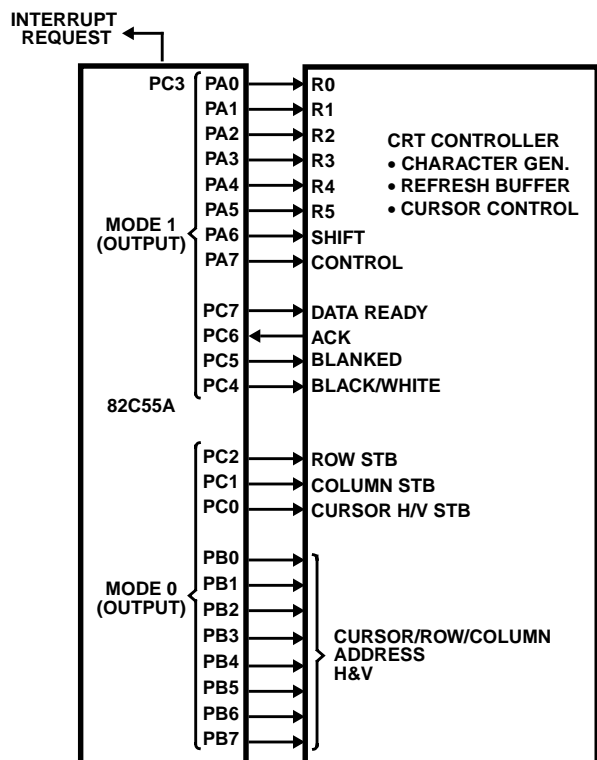 INTERRUPT
REQUEST
PC3 PA0 R0
PA1 R1
PA2 R2
PA3 R3
PA4 R4
PA5 R5
PA6 SHIFT
PA7 CONTROL
CRT CONTROLLER
• CHARACTER GEN.
• REFRESH BUFFER
• CURSOR CONTROL
MODE 1
(OUTPUT)
PC7 DATA READY
PC6 ACK
PC5 BLANKED
PC4 BLACK/WHITE
82C55A
PC2 ROW STB
PC1 COLUMN STB
PC0 CURSOR H/V STB
MODE 0
(OUTPUT)
PB0
PB1
PB2
PB3
PB4
PB5
PB6
PB7
CURSOR/ROW/COLUMN
ADDRESS
H&V